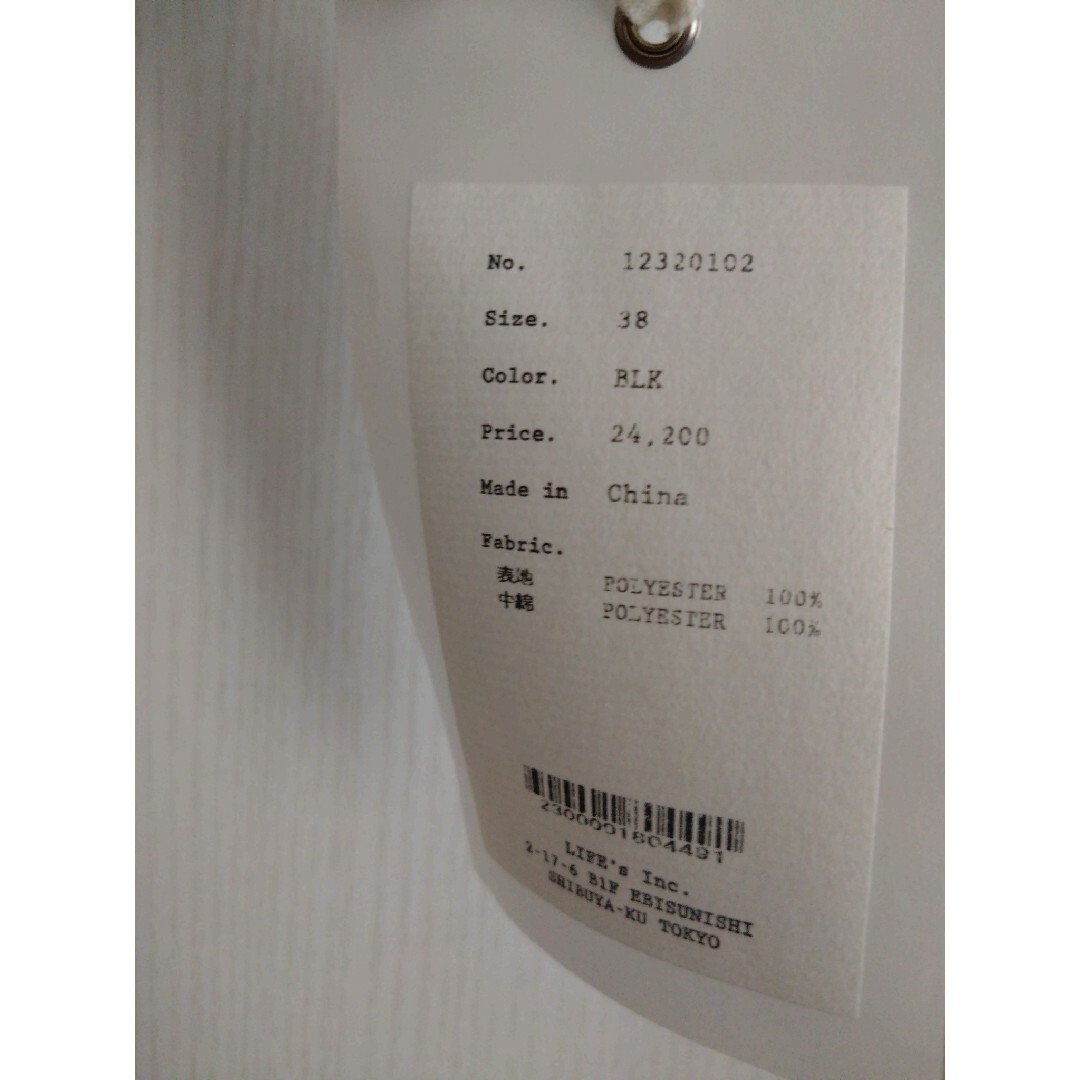 No. 12320102
Size. 38
Color. BLK
Price. 24,200
Made in China
Fabric.
表地 POLYESTER 100%
中綿 POLYESTER 100%
2300001604491
LIFE's Inc.
2-17-6 B1F EBISUNISHI
SHIBUYA-KU TOKYO